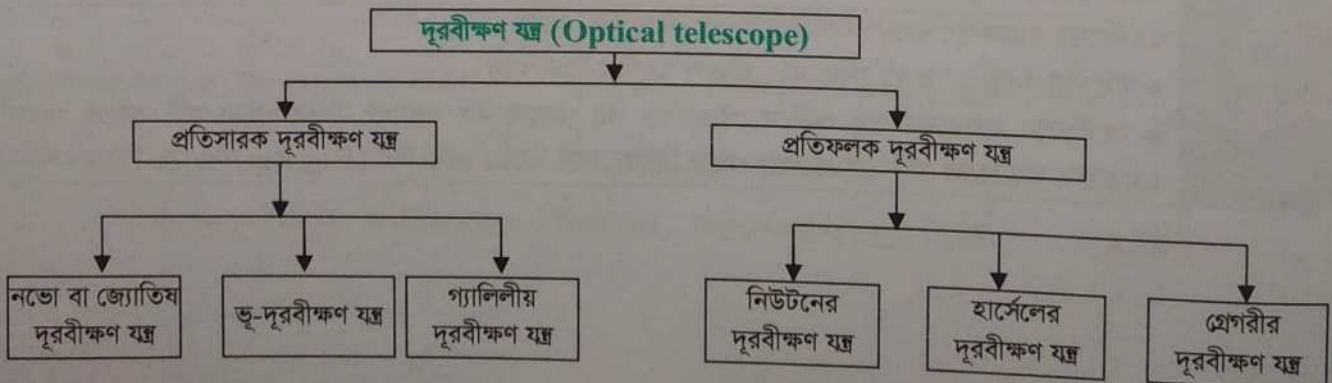 দূরবীক্ষণ যন্ত্র (Optical telescope)
প্রতিসারক দূরবীক্ষণ যন্ত্র
প্রতিফলক দূরবীক্ষণ যন্ত্র
নভো বা জ্যোতিষ
দূরবীক্ষণ যন্ত্র
ভূ-দূরবীক্ষণ যন্ত্র
গ্যালিলীয়
দূরবীক্ষণ যন্ত্র
নিউটনের
দূরবীক্ষণ যন্ত্র
হার্সেলের
দূরবীক্ষণ যন্ত্র
গ্রেগরীর
দূরবীক্ষণ যন্ত্র